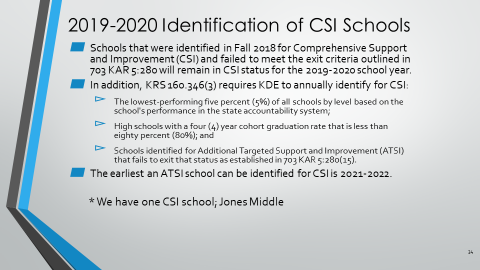 2019-2020 Identification of CSI Schools
Schools that were identified in Fall 2018 for Comprehensive Support
and Improvement (CSI) and failed to meet the exit criteria outlined in
703 KAR 5:280 will remain in CSI status for the 2019-2020 school year.
In addition, KRS 160.346(3) requires KDE to annually identify for CSI:
The lowest-performing five percent (5%) of all schools by level based on the
school's performance in the state accountability system;
High schools with a four (4) year cohort graduation rate that is less than
eighty percent (80%); and
Schools identified for Additional Targeted Support and Improvement (ATSI)
that fails to exit that status as established in 703 KAR 5:280(15).
The earliest an ATSI school can be identified for CSI is 2021-2022.
* We have one CSI school; Jones Middle
34